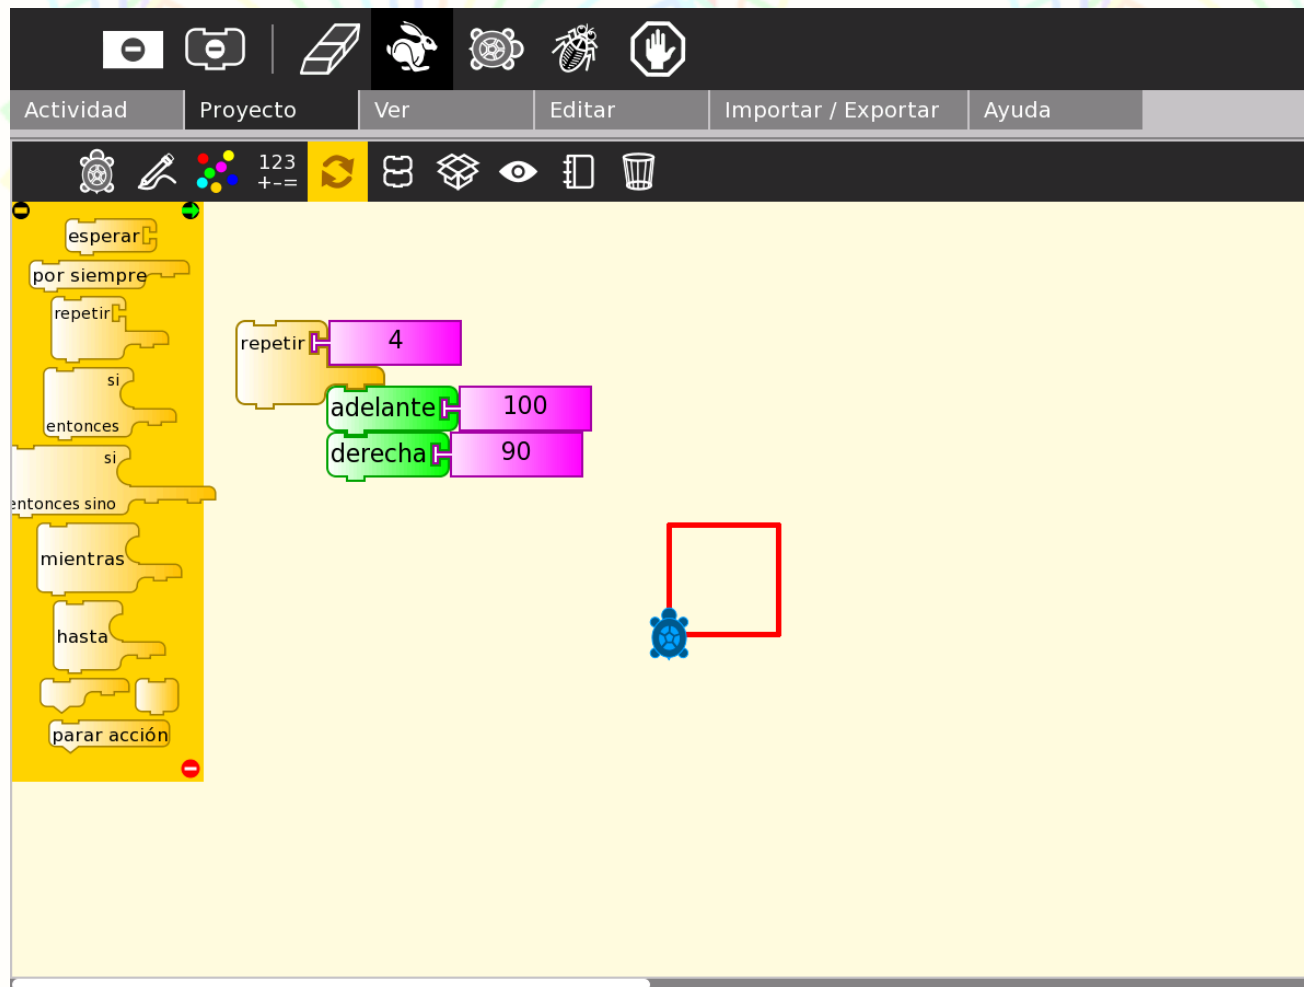 Actividad Proyecto Ver Editar Importar / Exportar Ayuda
123
+-=
esperar
por siempre
repetir
si
entonces
si
entonces sino
mientras
hasta
parar acción
repetir 4
adelante 100
derecha 90